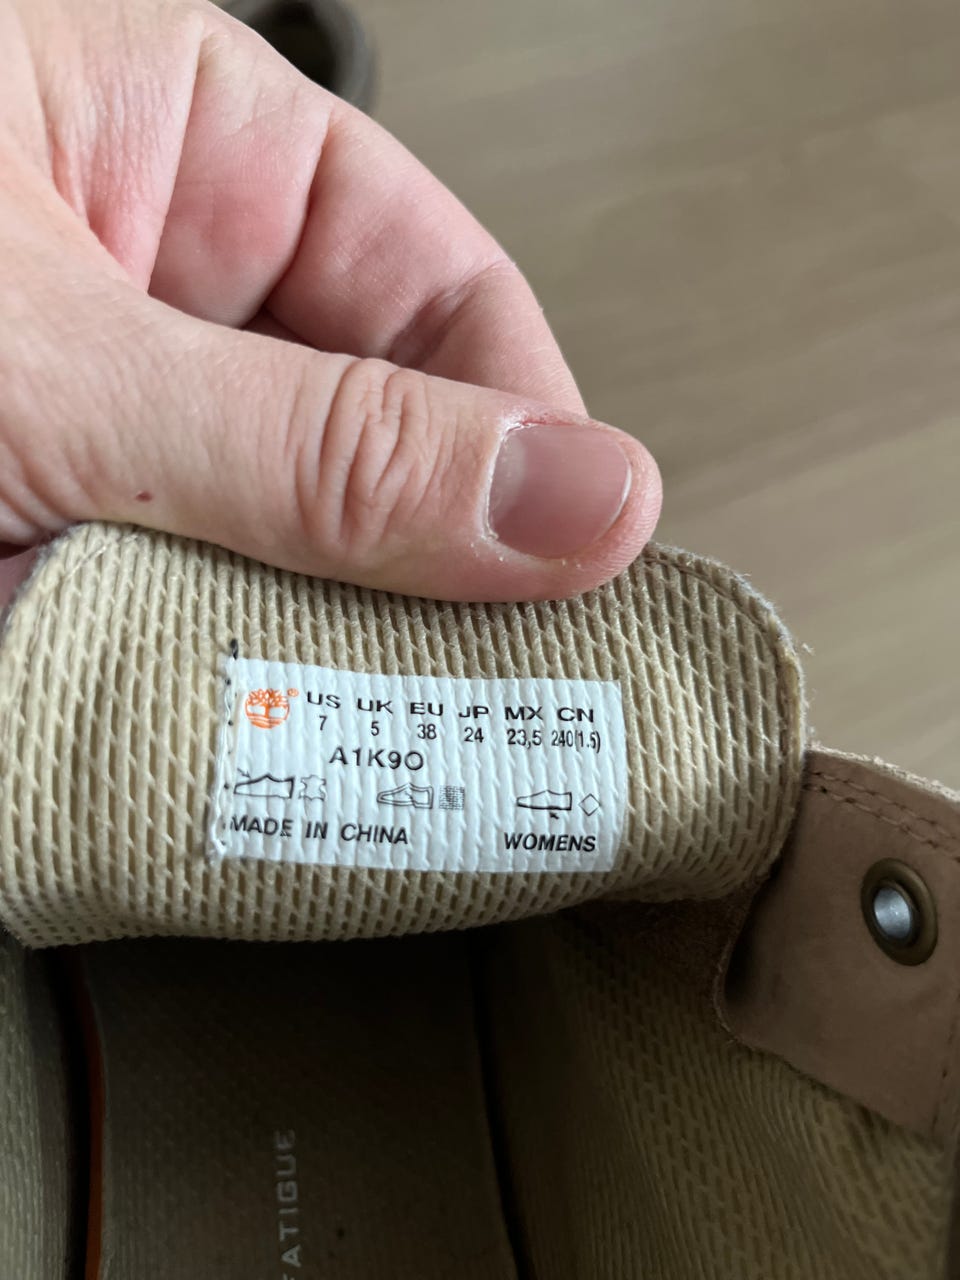 ® US UK EU JP MX CN
7 5 38 24 23,5 240(1.5)
A1K9O
MADE IN CHINA WOMENS
FATIGUE